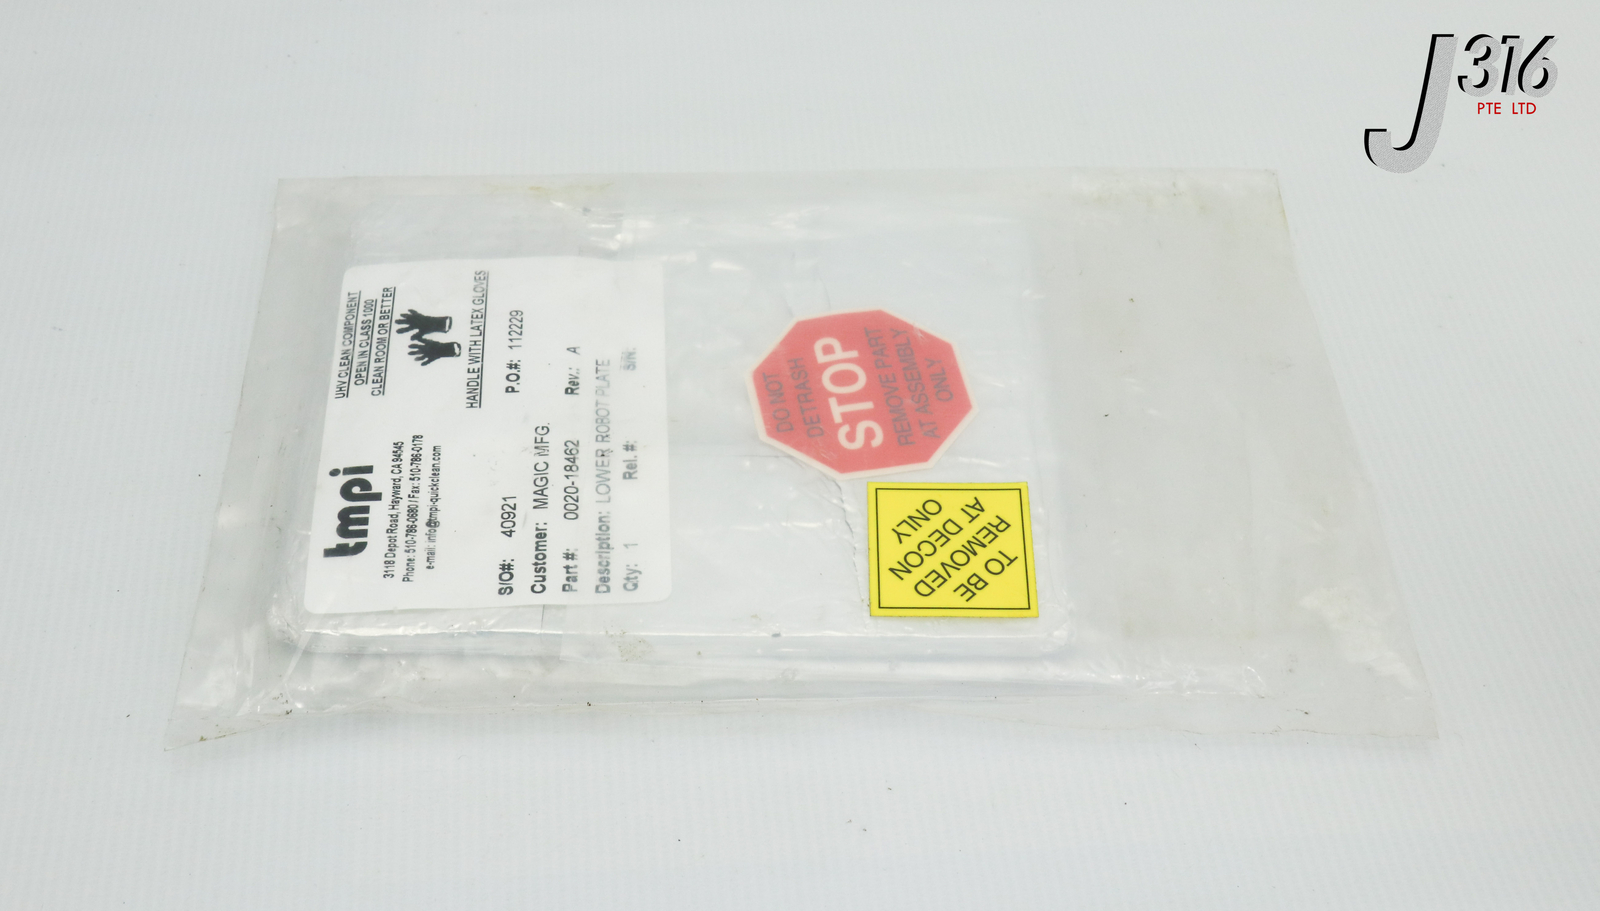 J316
PTE LTD
UHV CLEAN COMPONENT
OPEN IN CLASS 1000
CLEAN ROOM OR BETTER
HANDLE WITH LATEX GLOVES
tmpi
3118 Depot Road, Hayward, CA 94545
Phone: 510-786-0680 / Fax: 510-786-0178
e-mail: info@tmpi-quickclean.com
S/O#: 40921 P.O.#: 112229
Customer: MAGIC MFG.
Part #: 0020-18462 Rev.: A
Description: LOWER ROBOT PLATE
Qty: 1 Rel. #: S/N:
DO NOT
DETRASH
STOP
REMOVE PART
AT ASSEMBLY
ONLY
TO BE
REMOVED
AT DECON
ONLY